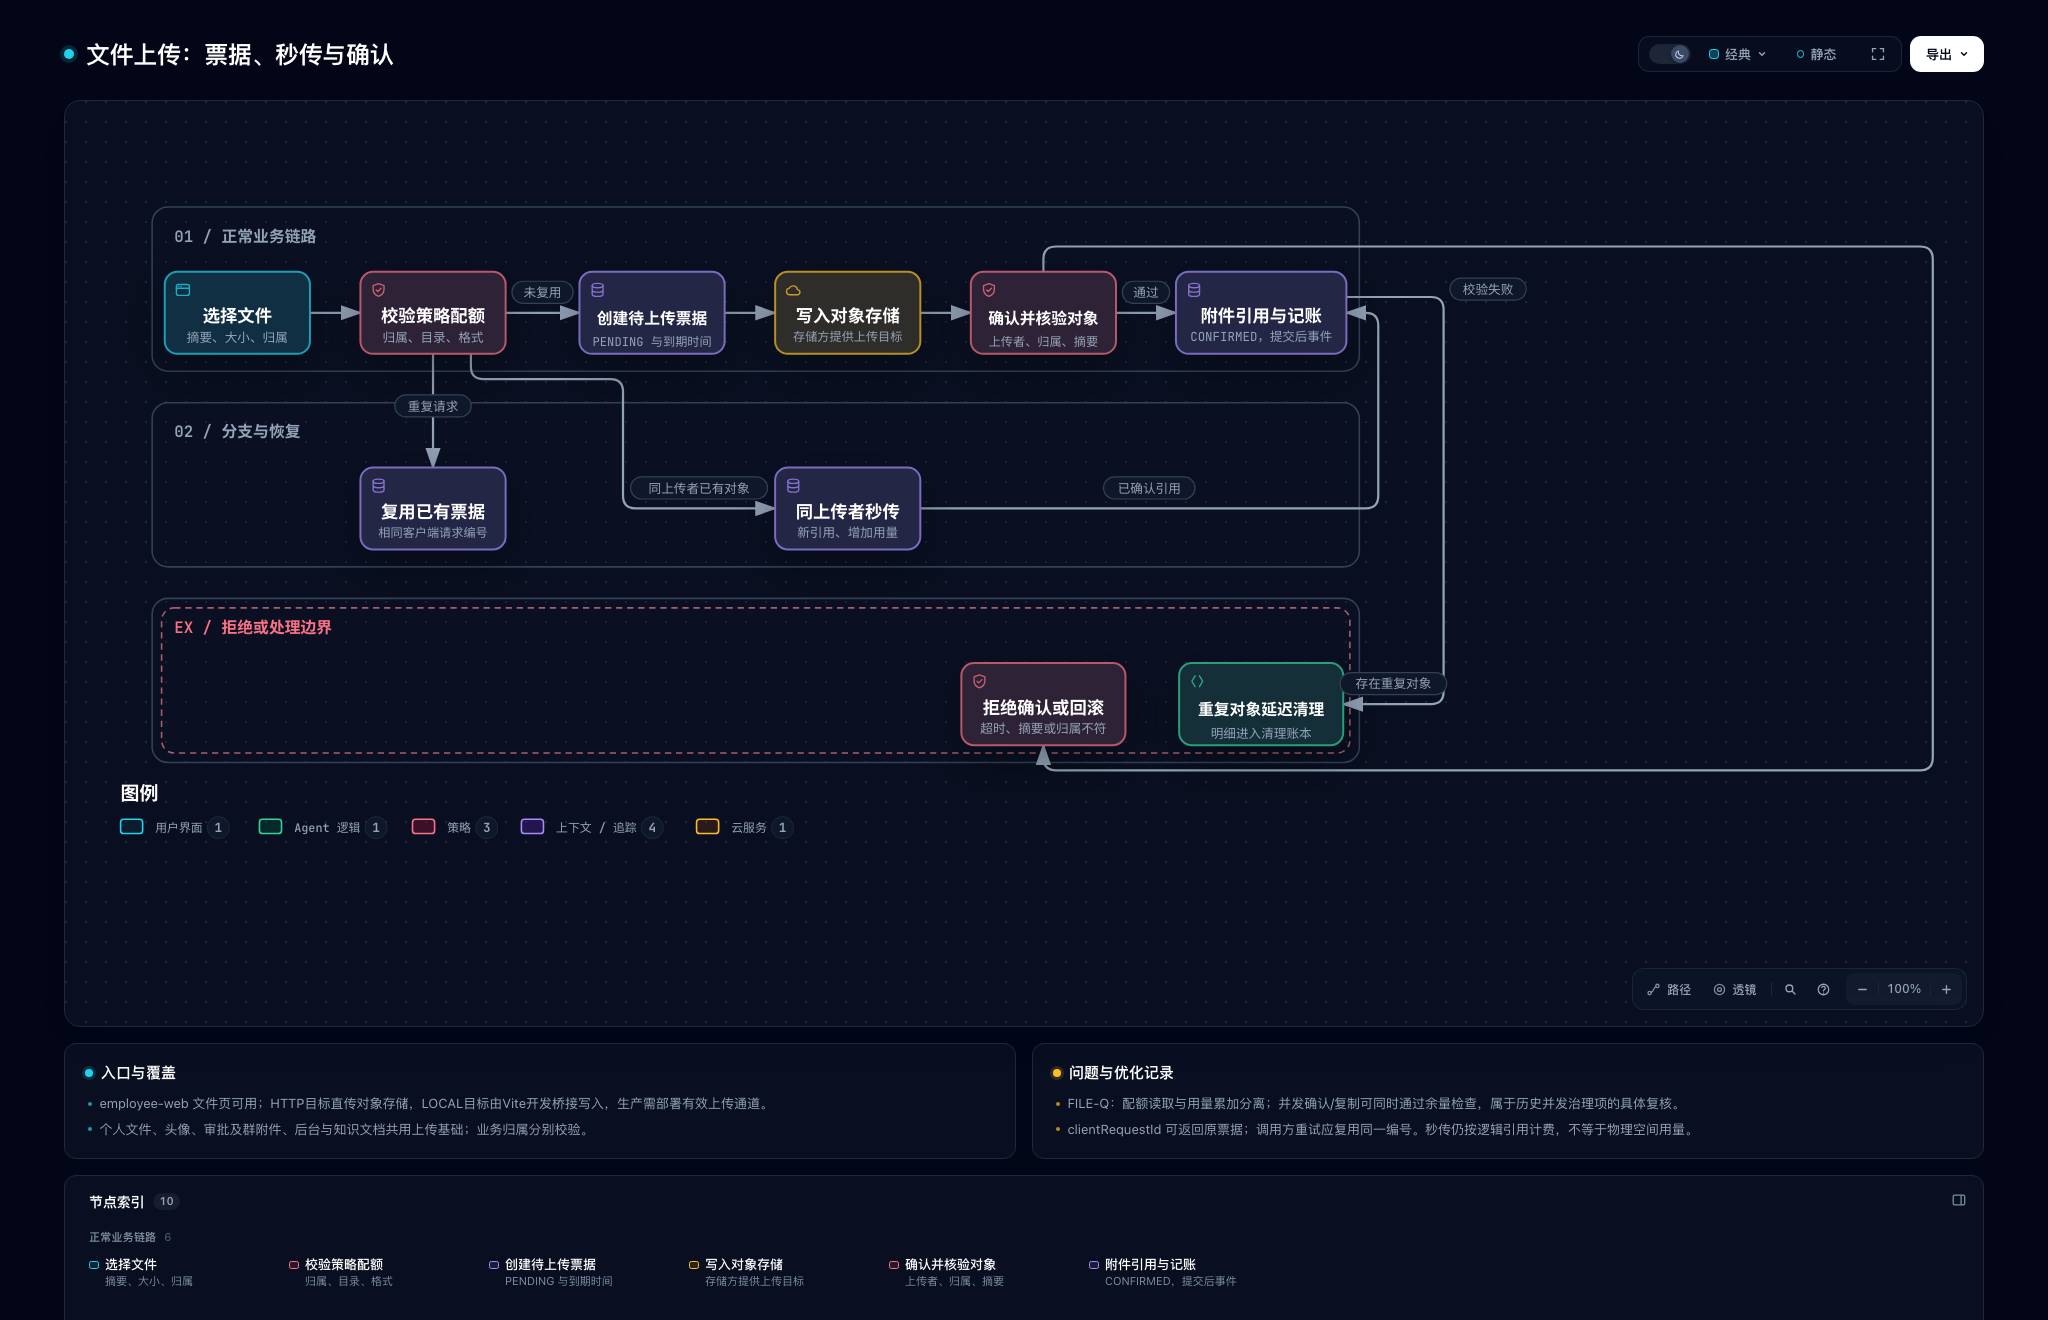 文件上传：票据、秒传与确认
经典
静态
导出
01 / 正常业务链路
选择文件
摘要、大小、归属
校验策略配额
归属、目录、格式
未复用
创建待上传票据
PENDING 与到期时间
写入对象存储
存储方提供上传目标
确认并核验对象
上传者、归属、摘要
通过
附件引用与记账
CONFIRMED，提交后事件
校验失败
重复请求
02 / 分支与恢复
复用已有票据
相同客户端请求编号
同上传者已有对象
同上传者秒传
新引用、增加用量
已确认引用
EX / 拒绝或处理边界
拒绝确认或回滚
超时、摘要或归属不符
重复对象延迟清理
明细进入清理账本
存在重复对象
图例
用户界面 1
Agent 逻辑 1
策略 3
上下文 / 追踪 4
云服务 1
路径
透镜
100%
入口与覆盖
employee-web 文件页可用；HTTP目标直传对象存储，LOCAL目标由Vite开发桥接写入，生产需部署有效上传通道。
个人文件、头像、审批及群附件、后台与知识文档共用上传基础；业务归属分别校验。
问题与优化记录
FILE-Q：配额读取与用量累加分离；并发确认/复制可同时通过余量检查，属于历史并发治理项的具体复核。
clientRequestId 可返回原票据；调用方重试应复用同一编号。秒传仍按逻辑引用计费，不等于物理空间用量。
节点索引 10
正常业务链路 6
选择文件
摘要、大小、归属
校验策略配额
归属、目录、格式
创建待上传票据
PENDING 与到期时间
写入对象存储
存储方提供上传目标
确认并核验对象
上传者、归属、摘要
附件引用与记账
CONFIRMED，提交后事件